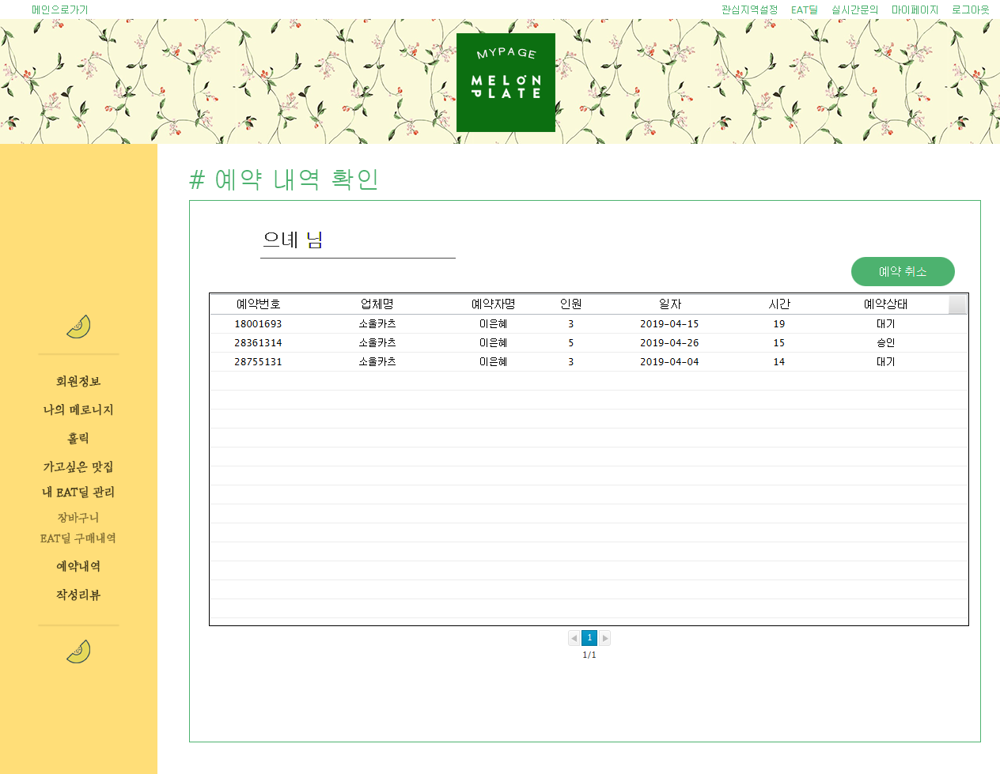 메인으로가기 관심지역설정 EAT딜 실시간문의 마이페이지 로그아웃
MYPAGE
MELON
PLATE
# 예약 내역 확인
으녜 님
예약 취소
예약번호 업체명 예약자명 인원 일자 시간 예약상태
18001693 소울카츠 이은혜 3 2019-04-15 19 대기
28361314 소울카츠 이은혜 5 2019-04-26 15 승인
28755131 소울카츠 이은혜 3 2019-04-04 14 대기
1
1/1
회원정보
나의 메로니지
홀릭
가고싶은 맛집
내 EAT딜 관리
장바구니
EAT딜 구매내역
예약내역
작성리뷰